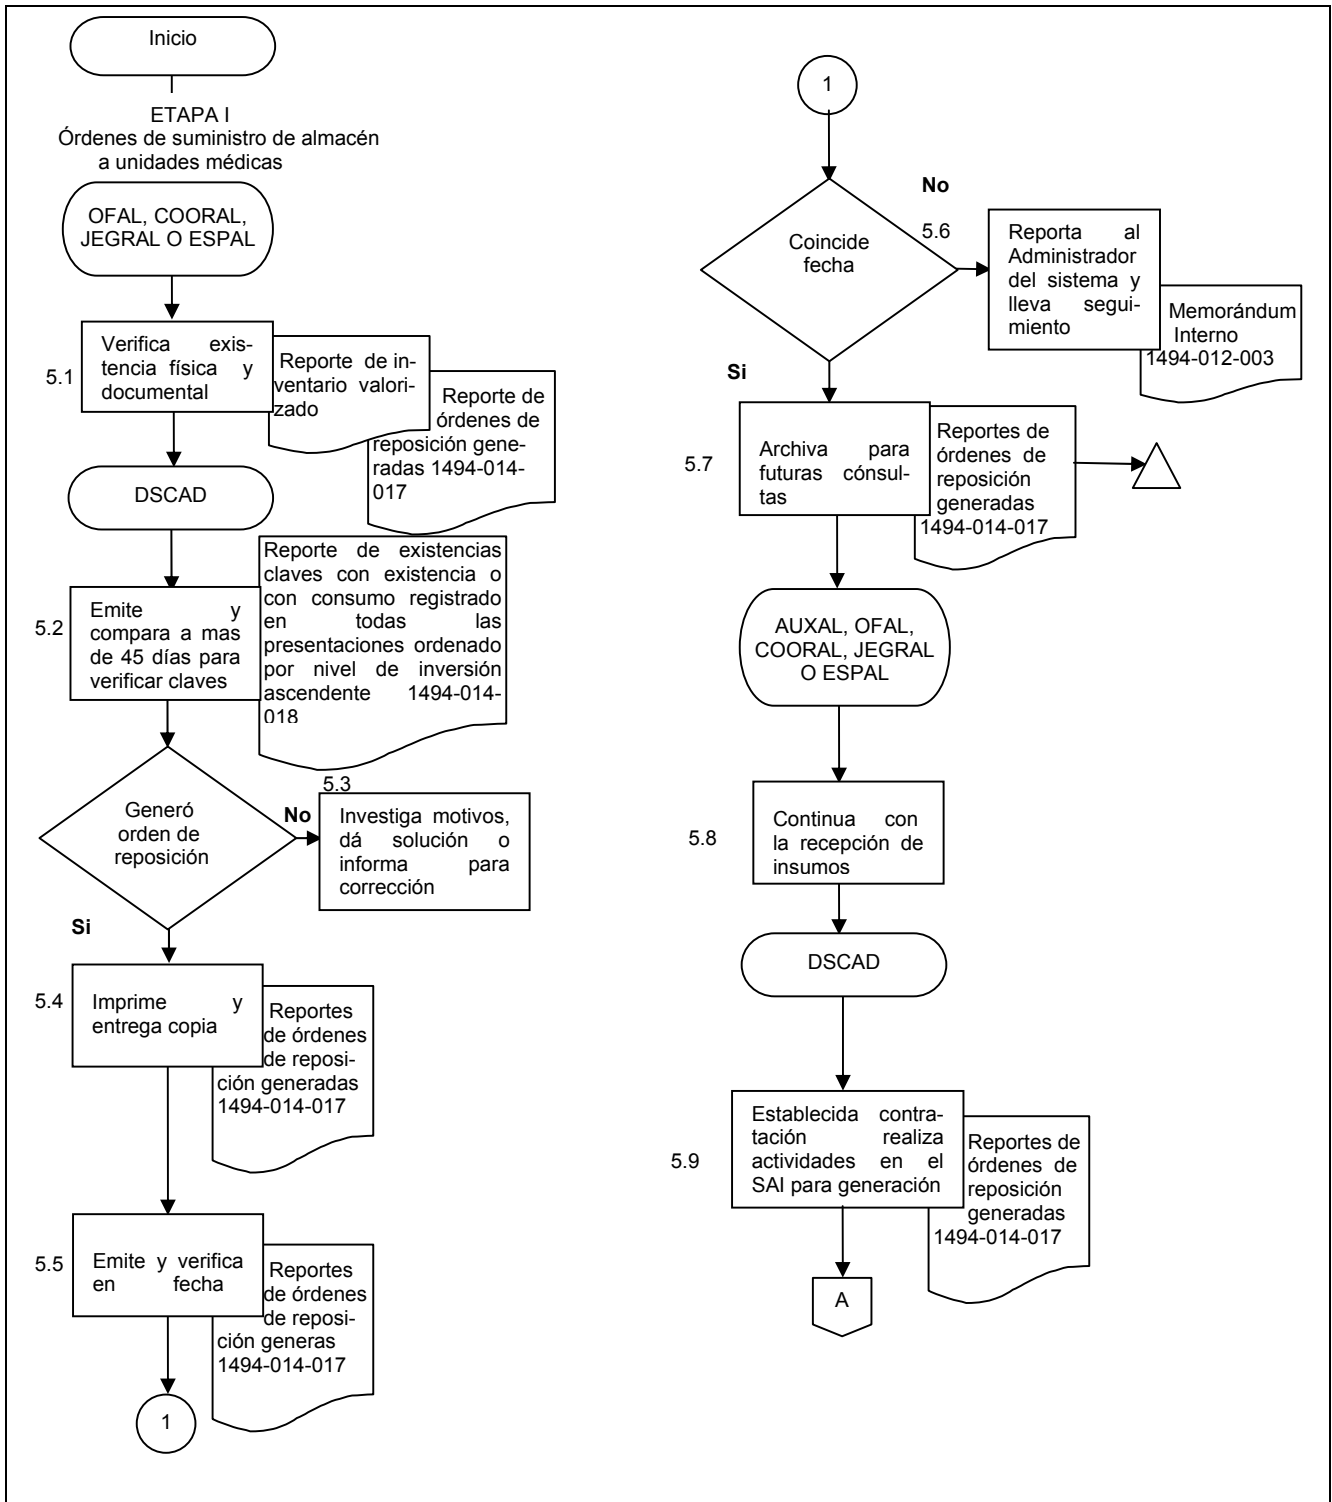 Inicio
ETAPA I
Órdenes de suministro de almacén
a unidades médicas
OFAL, COORAL,
JEGRAL O ESPAL
5.1
Verifica exis-
tencia física y
documental
Reporte de in-
ventario valori-
zado
Reporte de
órdenes de
reposición gene-
radas 1494-014-
017
DSCAD
5.2
Emite y
compara a mas
de 45 días para
verificar claves
Reporte de existencias
claves con existencia o
con consumo registrado
en todas las
presentaciones ordenado
por nivel de inversión
ascendente 1494-014-
018
Generó
orden de
reposición
No
5.3
Investiga motivos,
dá solución o
informa para
corrección
Si
5.4
Imprime y
entrega copia
Reportes
de órdenes
de reposi-
ción generadas
1494-014-017
5.5
Emite y verifica
en fecha
Reportes
de órdenes
de reposi-
ción generas
1494-014-017
1
1
Coincide
fecha
No
5.6
Reporta al
Administrador
del sistema y
lleva segui-
miento
Memorándum
Interno
1494-012-003
Si
5.7
Archiva para
futuras cónsul-
tas
Reportes de
órdenes de
reposición
generadas
1494-014-017
AUXAL, OFAL,
COORAL, JEGRAL
O ESPAL
5.8
Continua con
la recepción de
insumos
DSCAD
5.9
Establecida contra-
tación realiza
actividades en el
SAI para generación
Reportes de
órdenes de
reposición
generadas
1494-014-017
A